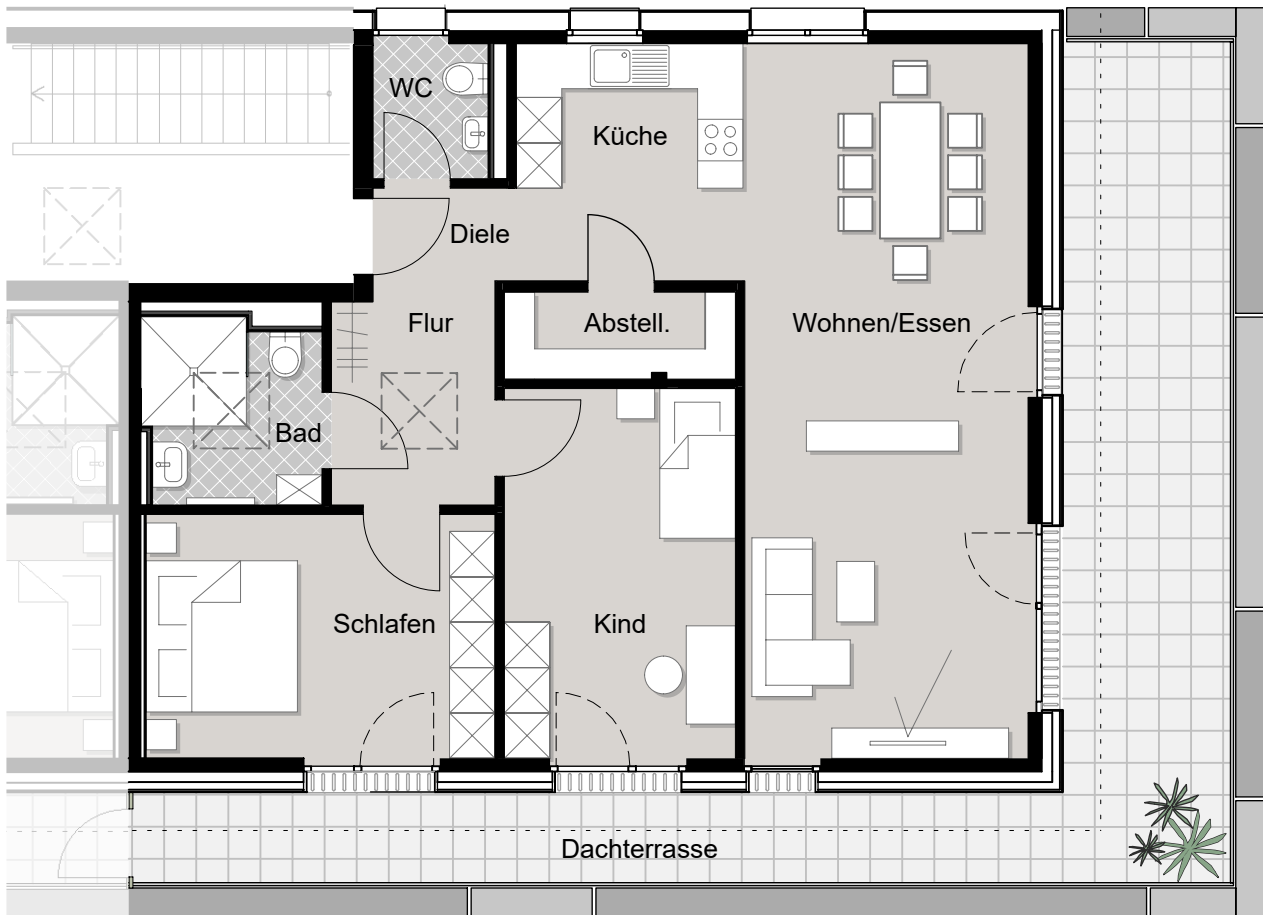 WC
Küche
Diele
Flur
Abstell.
Wohnen/Essen
Bad
Schlafen
Kind
Dachterrasse